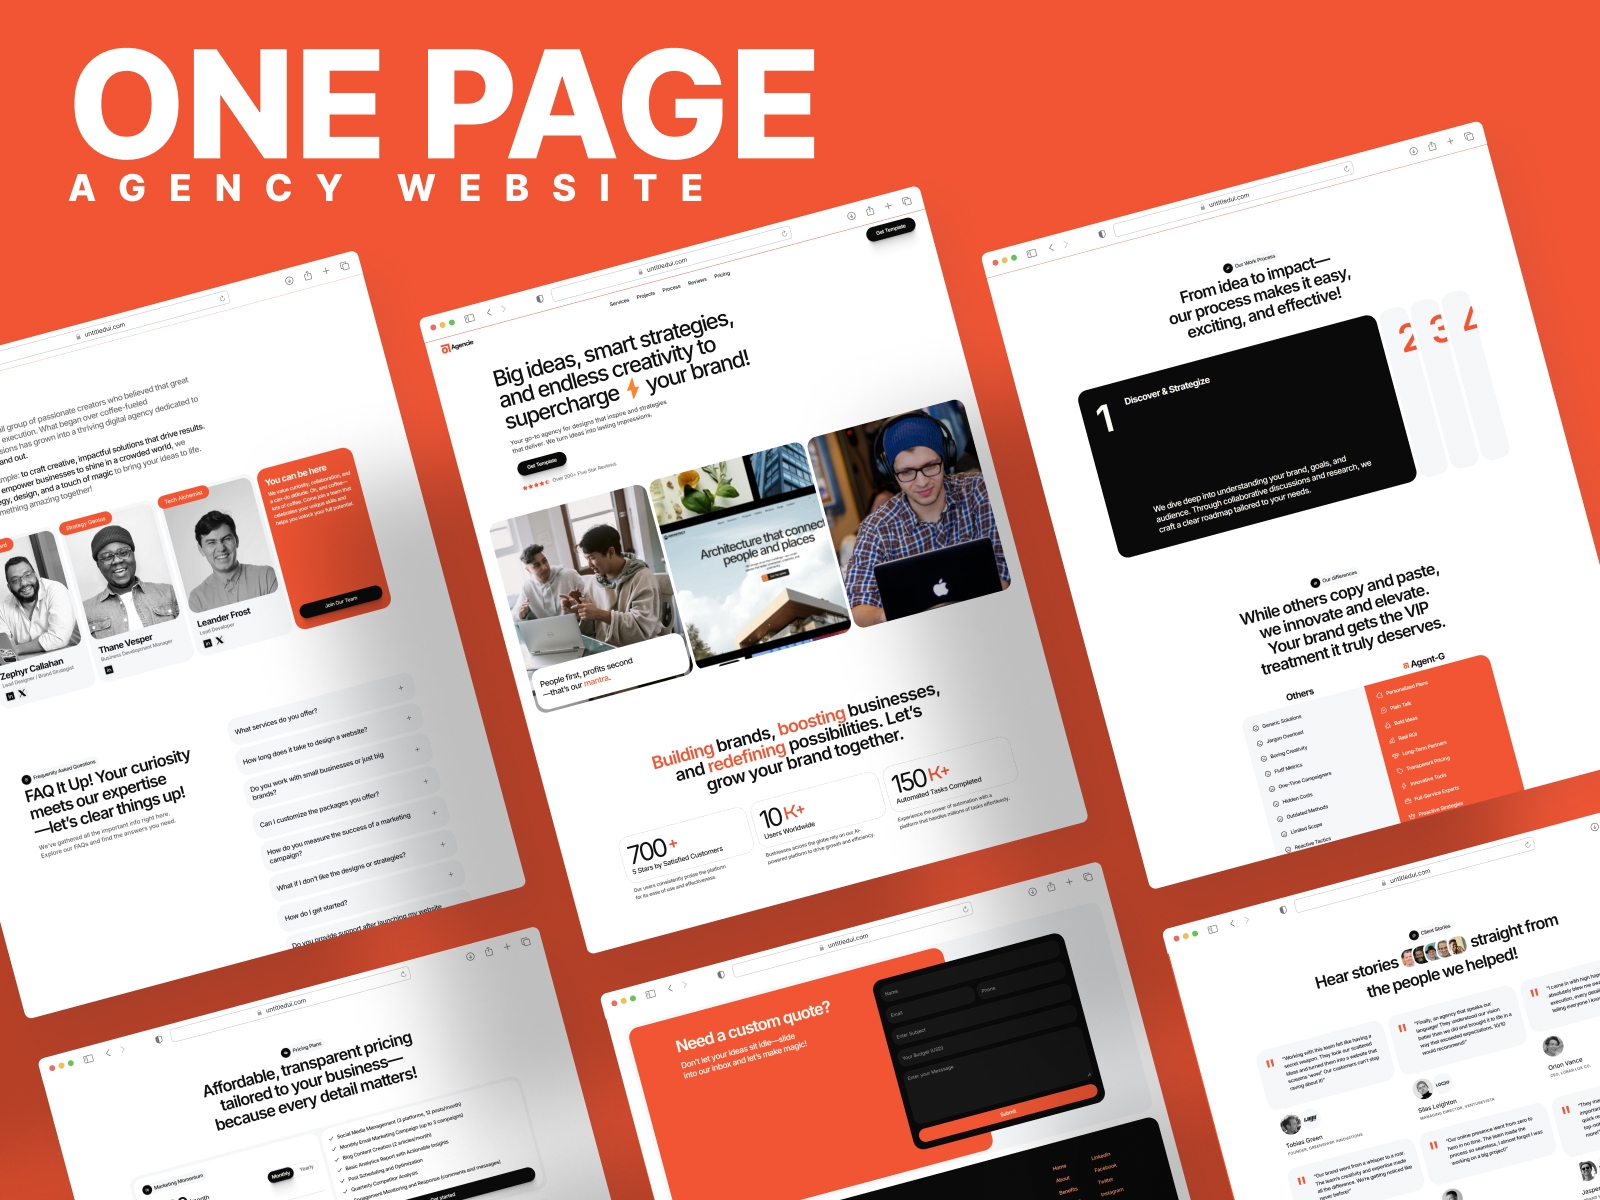 ONE PAGE
AGENCY WEBSITE
untitledui.com
all group of passionate creators who believed that great
execution. What began over coffee-fueled
sions has grown into a thriving digital agency dedicated to
and out.
mple: to craft creative, impactful solutions that drive results.
empower businesses to shine in a crowded world, we
egy, design, and a touch of magic to bring your ideas to life.
mething amazing together!
Strategy Genius
Tech Alchemist
Zephyr Callahan
Lead Designer / Brand Strategist
Thane Vesper
Business Development Manager
Leander Frost
Lead Developer
You can be here
We value curiosity, collaboration, and
a can-do attitude. Oh, and coffee—
lots of coffee. Come join a team that
celebrates your unique skills and
helps you unlock your full potential.
Join Our Team
Frequently Asked Questions
FAQ It Up! Your curiosity
meets our expertise
—let's clear things up!
We've gathered all the important info right here.
Explore our FAQs and find the answers you need.
What services do you offer?
How long does it take to design a website?
Do you work with small businesses or just big
brands?
Can I customize the packages you offer?
How do you measure the success of a marketing
campaign?
What if I don't like the designs or strategies?
How do I get started?
Do you provide support after launching my website
untitledui.com
Agencie
Services
Projects
Process
Reviews
Pricing
Get Template
Big ideas, smart strategies,
and endless creativity to
supercharge your brand!
Your go-to agency for designs that inspire and strategies
that deliver. We turn ideas into lasting impressions.
Get Template
Over 200+ Five Star Reviews
Architecture that connect
people and places
People first, profits second
—that's our mantra.
Building brands, boosting businesses,
and redefining possibilities. Let's
grow your brand together.
700+
5 Stars by Satisfied Customers
Our users consistently praise the platform
for its ease of use and effectiveness.
10K+
Users Worldwide
Businesses across the globe rely on our AI-
powered platform to drive growth and efficiency.
150K+
Automated Tasks Completed
Experience the power of automation with a
platform that handles millions of tasks effortlessly.
untitledui.com
Our Work Process
From idea to impact—
our process makes it easy,
exciting, and effective!
1
Discover & Strategize
We dive deep into understanding your brand, goals, and
audience. Through collaborative discussions and research, we
craft a clear roadmap tailored to your needs.
2
3
Our differences
While others copy and paste,
we innovate and elevate.
Your brand gets the VIP
treatment it truly deserves.
Others
Generic Solutions
Jargon Overload
Boring Creativity
Fluff Metrics
One-Time Campaigners
Hidden Costs
Outdated Methods
Limited Scope
Reactive Tactics
Agent-G
Personalized Plans
Plain Talk
Bold Ideas
Real ROI
Long-Term Partners
Transparent Pricing
Innovative Tools
Full-Service Experts
Proactive Strategies
untitledui.com
Pricing Plans
Affordable, transparent pricing
tailored to your business—
because every detail matters!
Marketing Momentum
Monthly
Yearly
Social Media Management (3 platforms, 12 posts/month)
Monthly Email Marketing Campaign (up to 3 campaigns)
Blog Content Creation (2 articles/month)
Basic Analytics Report with Actionable Insights
Post Scheduling and Optimization
Quarterly Competitor Analysis
Engagement Monitoring and Response (comments and messages)
Get started
untitledui.com
Need a custom quote?
Don't let your ideas sit idle—slide
into our inbox and let's make magic!
Name
Phone
Email
Enter Subject
Your Budget (USD)
Enter your Message
Submit
Home
About
Benefits
LinkedIn
Facebook
Twitter
Instagram
untitledui.com
Client Stories
Hear stories straight from
the people we helped!
"Working with this team felt like having a
secret weapon. They took our scattered
ideas and turned them into a website that
screams 'wow!' Our customers can't stop
raving about it!"
Tobias Green
FOUNDER, GREENSPARK INNOVATIONS
"Finally, an agency that speaks our
language! They understood our vision
better than we did and brought it to life in a
way that exceeded expectations. 10/10
would recommend!"
Silas Leighton
MANAGING DIRECTOR, VENTUREVISTA
"I came in with high hope
absolutely blew me awa
execution, every detail
telling everyone I know
Orion Vance
CEO, LUMAN LUX CO.
"Our brand went from a whisper to a roar.
The team's creativity and expertise made
all the difference. We're getting noticed like
never before!"
"Our online presence went from zero to
hero in no time. The team made the
process so seamless, I almost forgot I was
working on a big project!"